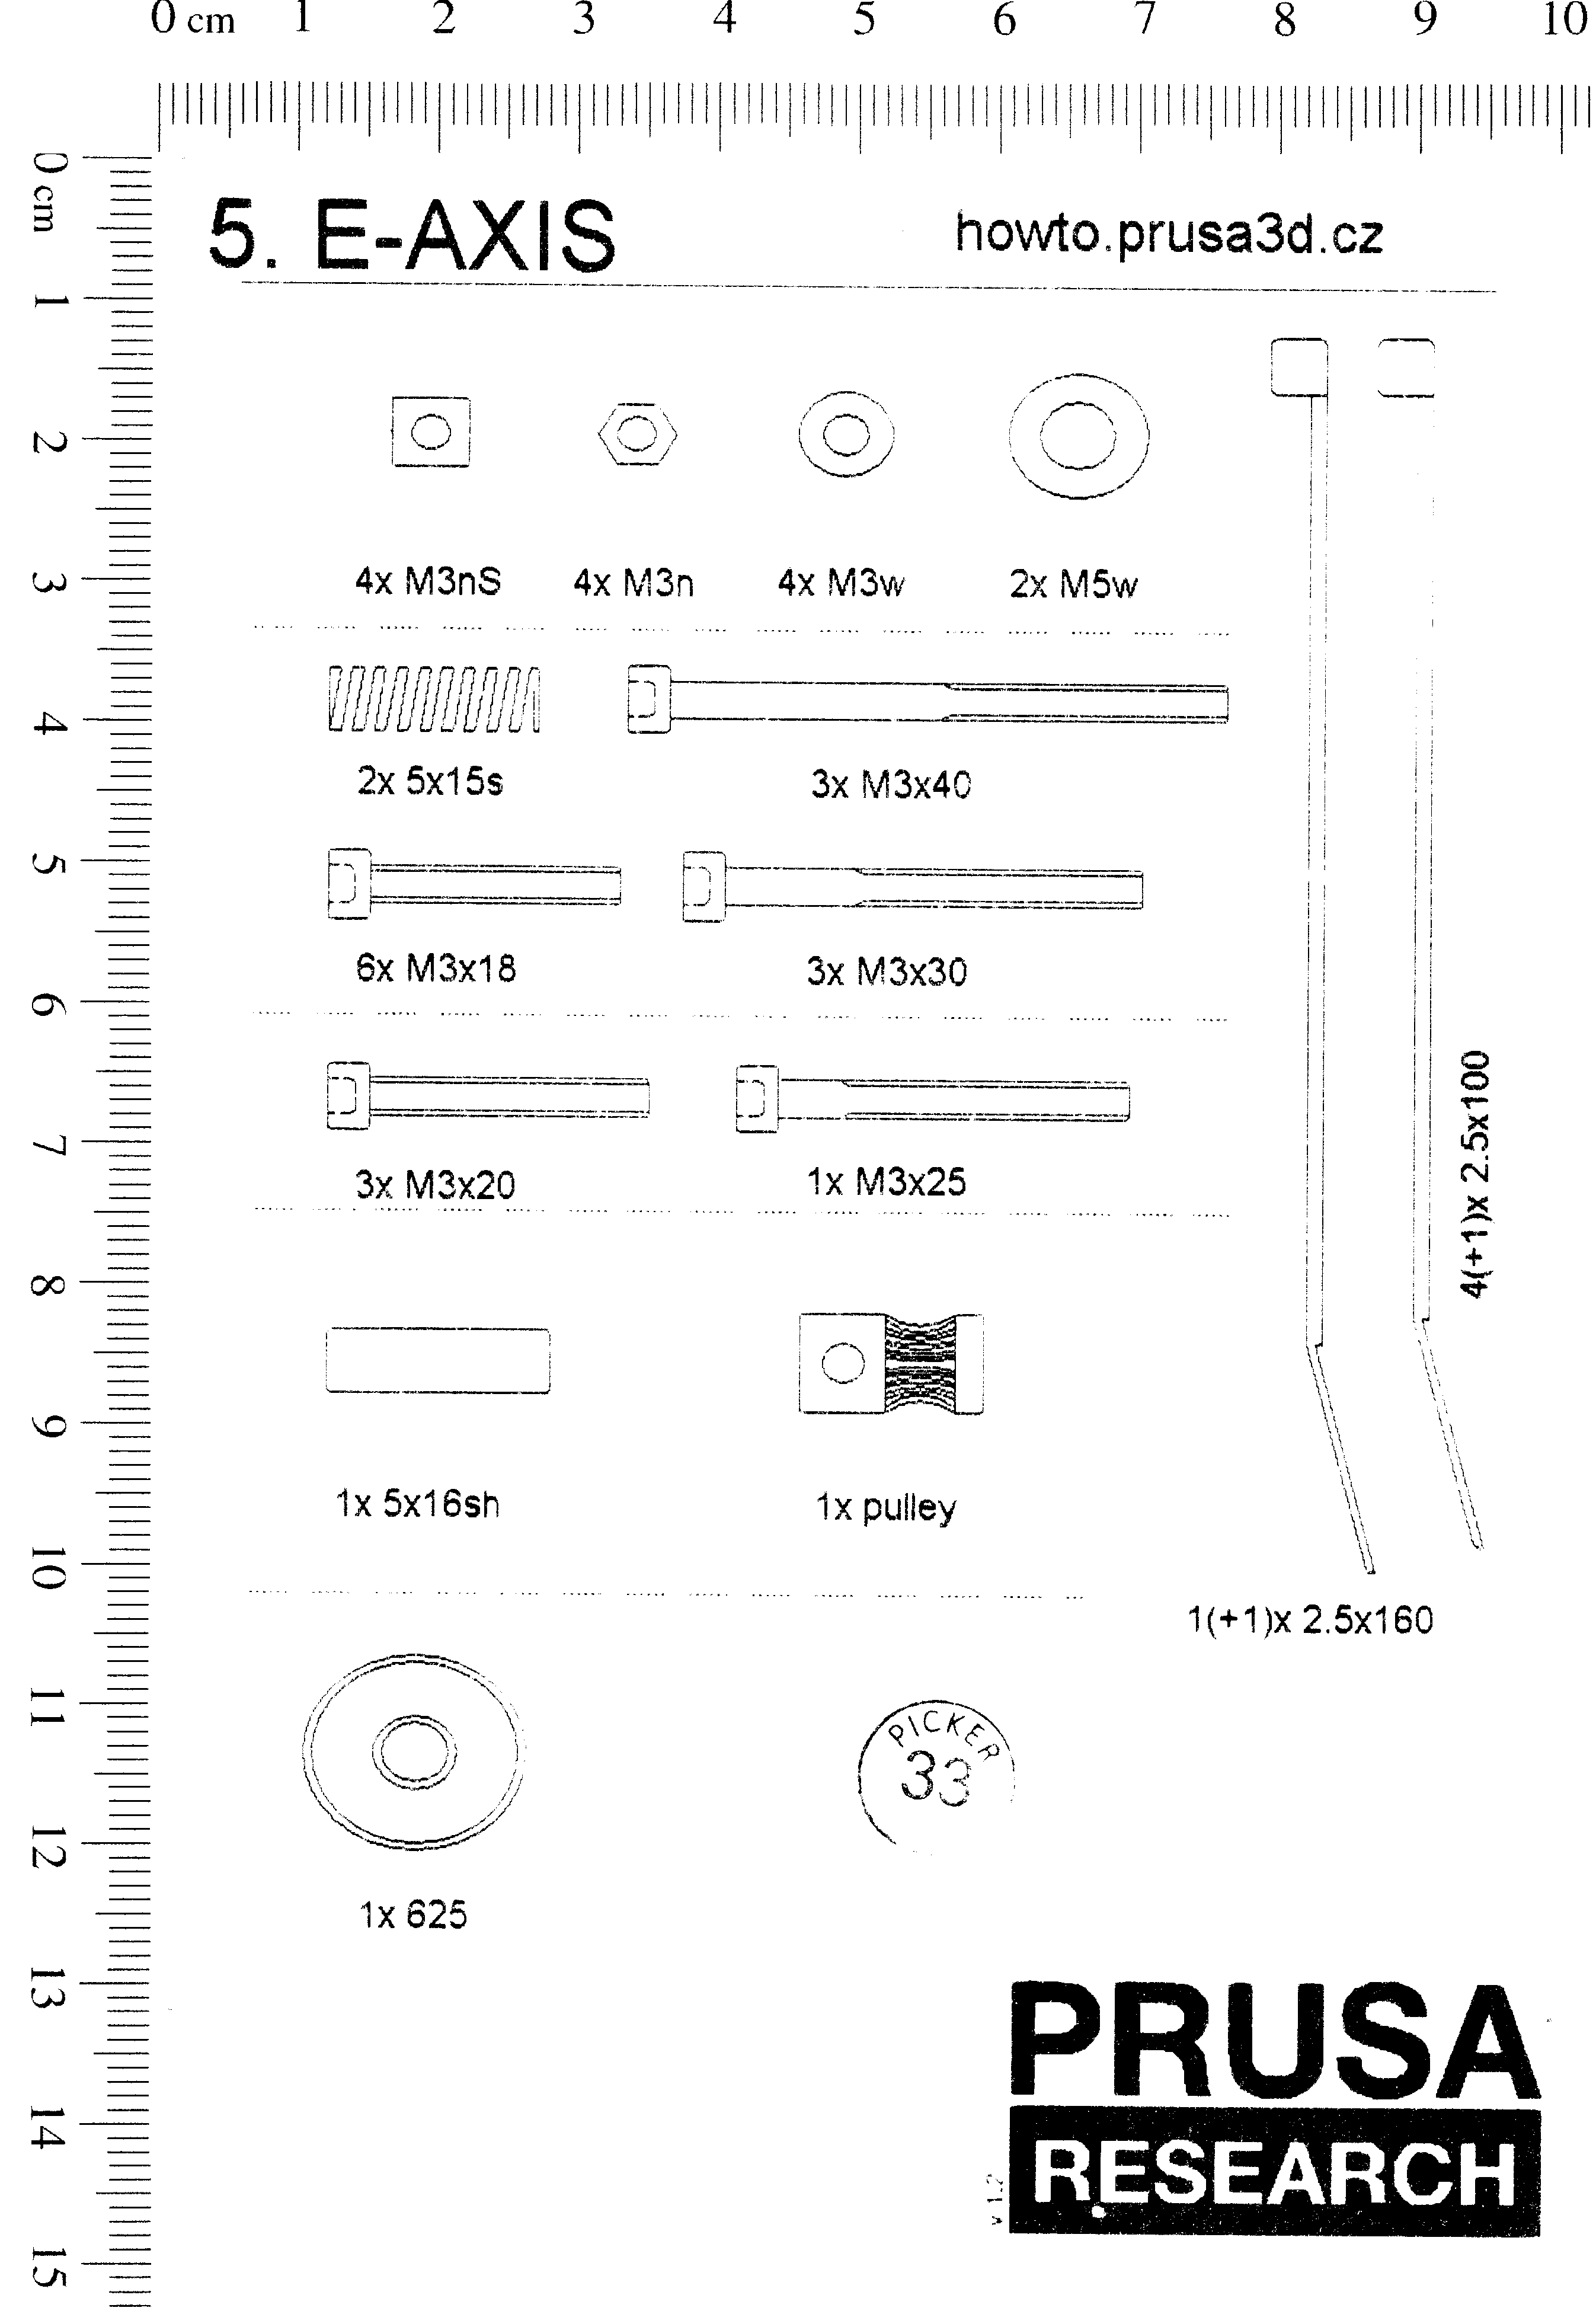 0 cm 1 2 3 4 5 6 7 8 9 10
0 cm 1 2 3 4 5 6 7 8 9 10 11 12 13 14 15
5. E-AXIS
howto.prusa3d.cz
4x M3nS
4x M3n
4x M3w
2x M5w
2x 5x15s
3x M3x40
6x M3x18
3x M3x30
3x M3x20
1x M3x25
4(+1)x 2.5x100
1x 5x16sh
1x pulley
1(+1)x 2.5x160
PICKER
33
1x 625
PRUSA
RESEARCH
v 1.2